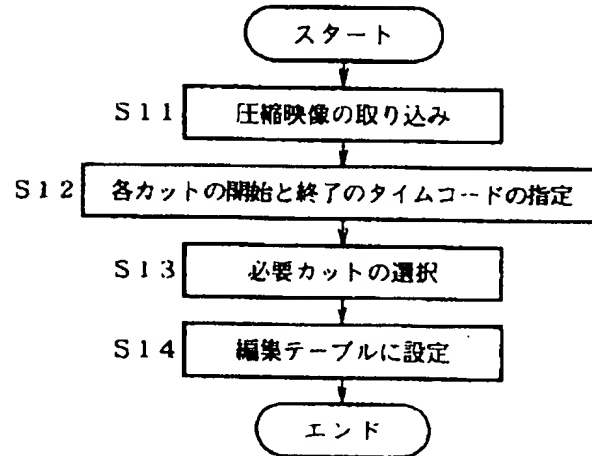 スタート
S11 圧縮映像の取り込み
S12 各カットの開始と終了のタイムコードの指定
S13 必要カットの選択
S14 編集テーブルに設定
エンド